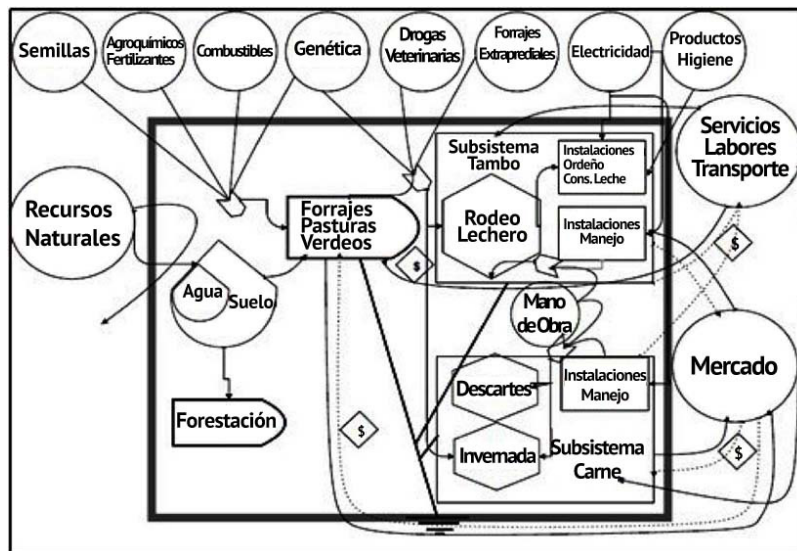 Semillas
Agroquímicos
Fertilizantes
Combustibles
Genética
Drogas
Veterinarias
Forrajes
Extraprediales
Electricidad
Productos
Higiene
Servicios
Labores
Transporte
Recursos
Naturales
Forrajes
Pasturas
Verdeos
Subsistema
Tambo
Rodeo
Lechero
Instalaciones
Ordeño
Cons. Leche
Instalaciones
Manejo
$
$
Agua
Suelo
Mano
de Obra
Mercado
Forestación
Descartes
Instalaciones
Manejo
$
Invernada
Subsistema
Carne
$